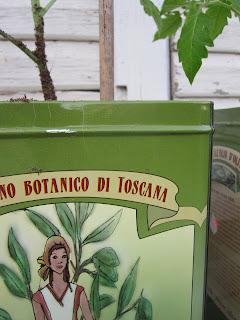 NO BOTANICO DI TOSCANA